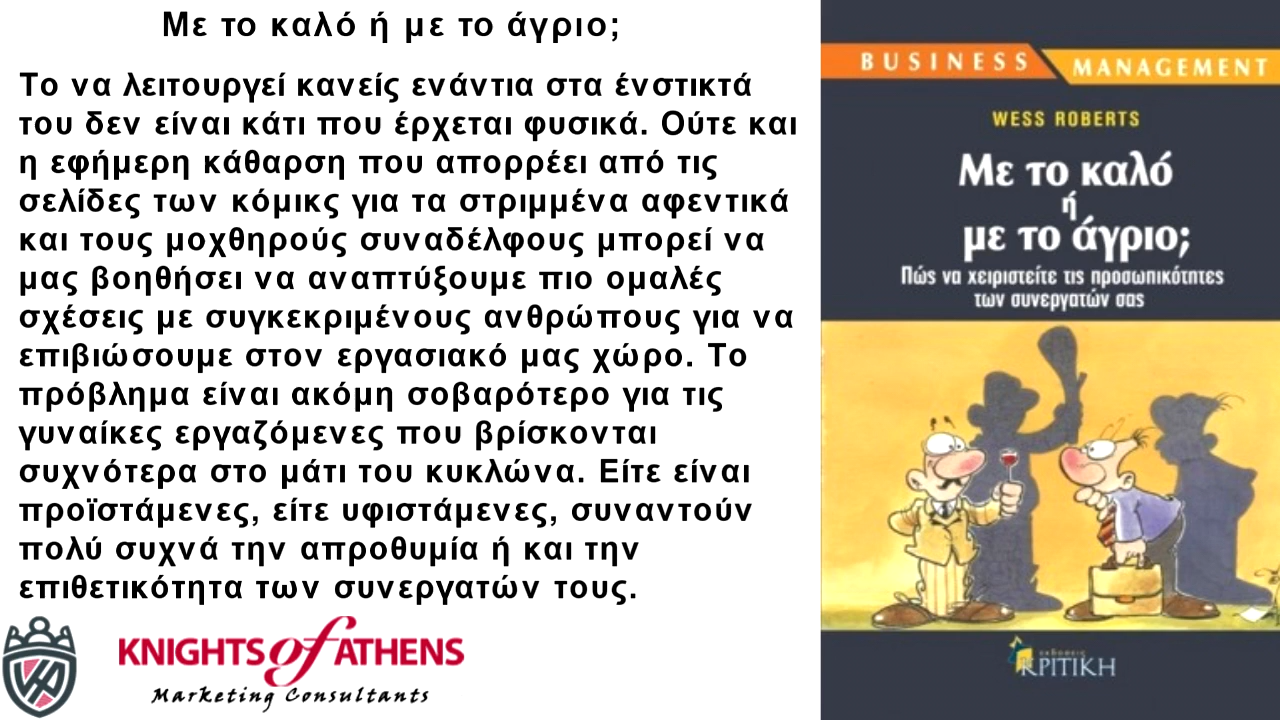 Με το καλό ή με το άγριο;
Το να λειτουργεί κανείς ενάντια στα ένστικτά
του δεν είναι κάτι που έρχεται φυσικά. Ούτε και
η εφήμερη κάθαρση που απορρέει από τις
σελίδες των κόμικς για τα στριμμένα αφεντικά
και τους μοχθηρούς συναδέλφους μπορεί να
μας βοηθήσει να αναπτύξουμε πιο ομαλές
σχέσεις με συγκεκριμένους ανθρώπους για να
επιβιώσουμε στον εργασιακό μας χώρο. Το
πρόβλημα είναι ακόμη σοβαρότερο για τις
γυναίκες εργαζόμενες που βρίσκονται
συχνότερα στο μάτι του κυκλώνα. Είτε είναι
προϊστάμενες, είτε υφιστάμενες, συναντούν
πολύ συχνά την απροθυμία ή και την
επιθετικότητα των συνεργατών τους.
KNIGHTS of ATHENS
Marketing Consultants
BUSINESS
MANAGEMENT
WESS ROBERTS
Με το καλό
ή
με το άγριο;
Πώς να χειριστείτε τις προσωπικότητες
των συνεργατών σας
εκδοσεις
ΚΡΙΤΙΚΗ